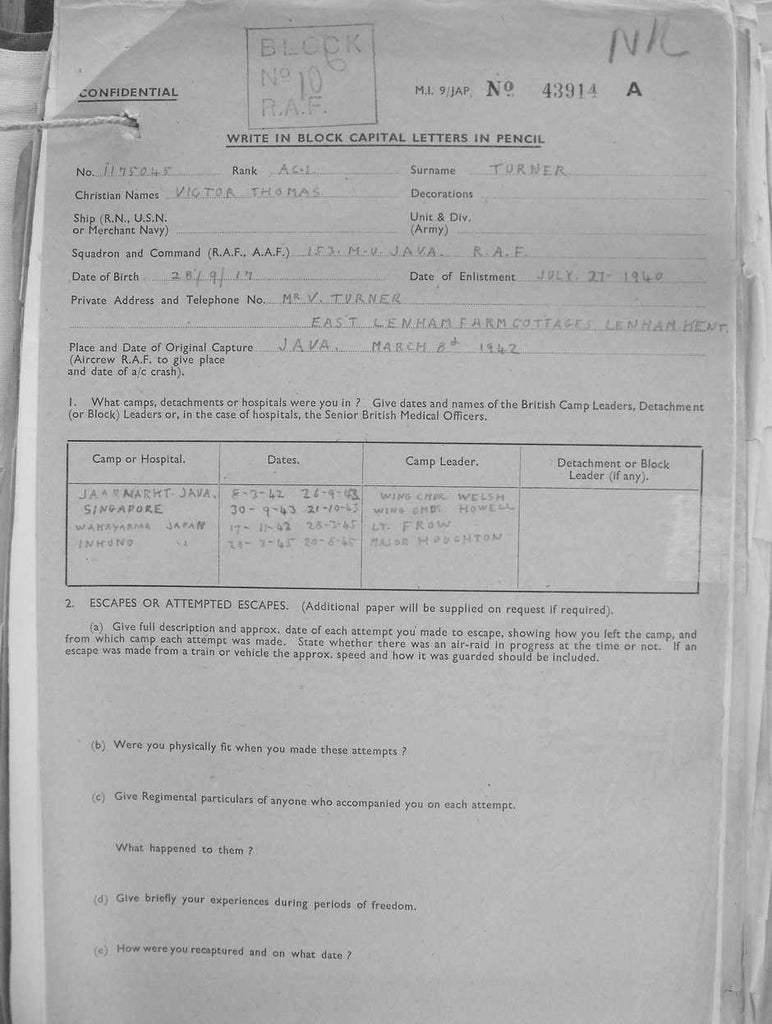 BLOCK
Nº 10
R.A.F.
NR
CONFIDENTIAL
M.I. 9/JAP. Nº 43914 A
WRITE IN BLOCK CAPITAL LETTERS IN PENCIL
No. 1175045 Rank AC.1 Surname TURNER
Christian Names VICTOR THOMAS Decorations
Ship (R.N., U.S.N. or Merchant Navy) Unit & Div. (Army)
Squadron and Command (R.A.F., A.A.F.) 153. M.U. JAVA. R.A.F.
Date of Birth 28/9/17 Date of Enlistment JULY. 27- 1940
Private Address and Telephone No. MR V. TURNER
EAST LENHAM FARM COTTAGES, LENHAM KENT.
Place and Date of Original Capture JAVA. MARCH 8th 1942
(Aircrew R.A.F. to give place
and date of a/c crash).
1. What camps, detachments or hospitals were you in ? Give dates and names of the British Camp Leaders, Detachment
(or Block) Leaders or, in the case of hospitals, the Senior British Medical Officers.
Camp or Hospital. Dates. Camp Leader. Detachment or Block Leader (if any).
JAARMARKT JAVA. 8-3-42 WING CMDR WELSH
SINGAPORE 30-9-43 21-10-43 WING CMDR HOWELL
WAKAYAMA JAPAN 17-11-42 28-3-45 LT. FROW
INKUNO " 28-3-45 20-8-45 MAJOR HOUGHTON
2. ESCAPES OR ATTEMPTED ESCAPES. (Additional paper will be supplied on request if required).
(a) Give full description and approx. date of each attempt you made to escape, showing how you left the camp, and
from which camp each attempt was made. State whether there was an air-raid in progress at the time or not. If an
escape was made from a train or vehicle the approx. speed and how it was guarded should be included.
(b) Were you physically fit when you made these attempts ?
(c) Give Regimental particulars of anyone who accompanied you on each attempt.
What happened to them ?
(d) Give briefly your experiences during periods of freedom.
(e) How were you recaptured and on what date ?